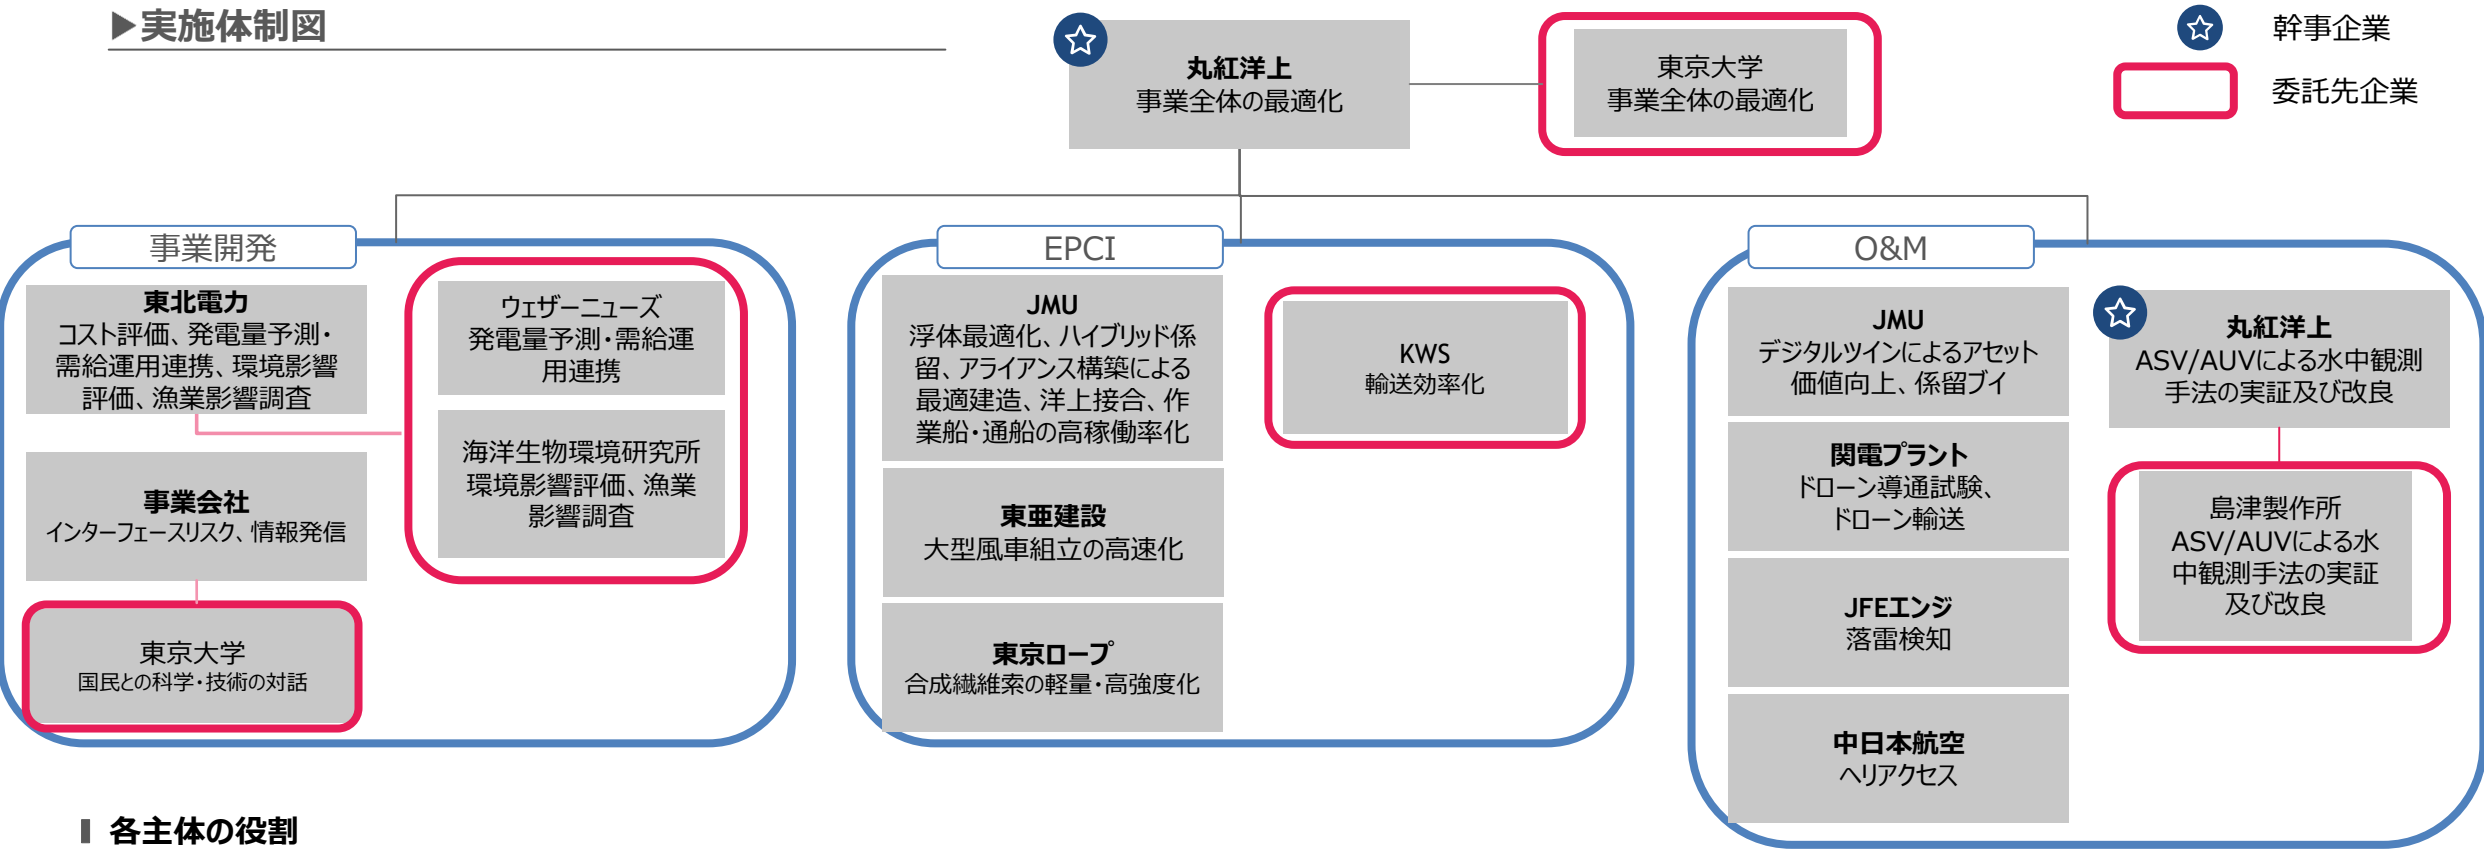 ▶実施体制図
丸紅洋上
事業全体の最適化
東京大学
事業全体の最適化
幹事企業
委託先企業
事業開発
東北電力
コスト評価、発電量予測・
需給運用連携、環境影響
評価、漁業影響調査
事業会社
インターフェースリスク、情報発信
東京大学
国民との科学・技術の対話
ウェザーニューズ
発電量予測・需給運
用連携
海洋生物環境研究所
環境影響評価、漁業
影響調査
EPCI
JMU
浮体最適化、ハイブリッド係
留、アライアンス構築による
最適建造、洋上接合、作
業船・通船の高稼働率化
東亜建設
大型風車組立の高速化
東京ロープ
合成繊維索の軽量・高強度化
KWS
輸送効率化
O&M
JMU
デジタルツインによるアセット
価値向上、係留ブイ
関電プラント
ドローン導通試験、
ドローン輸送
JFEエンジ
落雷検知
中日本航空
ヘリアクセス
丸紅洋上
ASV/AUVによる水中観測
手法の実証及び改良
島津製作所
ASV/AUVによる水
中観測手法の実証
及び改良
各主体の役割